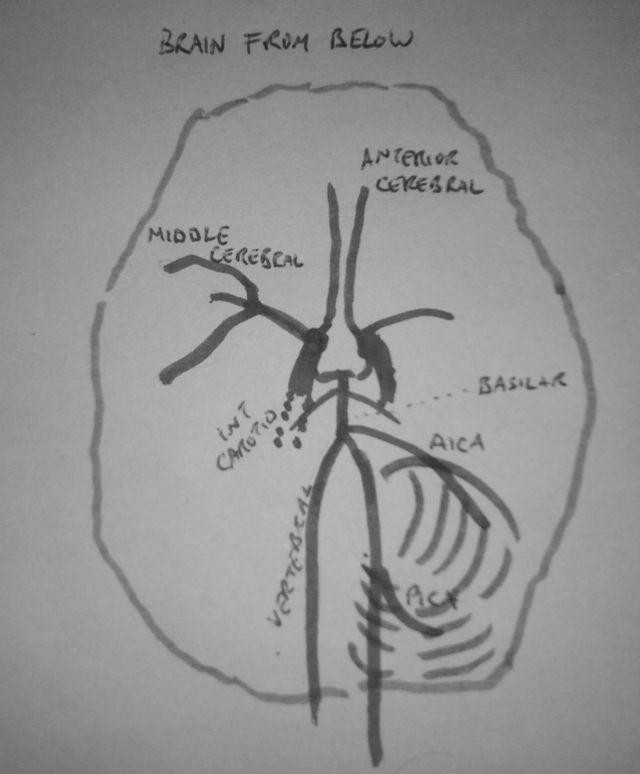 BRAIN FROM BELOW
ANTERIOR
CEREBRAL
MIDDLE
CEREBRAL
BASILAR
INT
CAROTID
AICA
VERTEBRAL
PICA